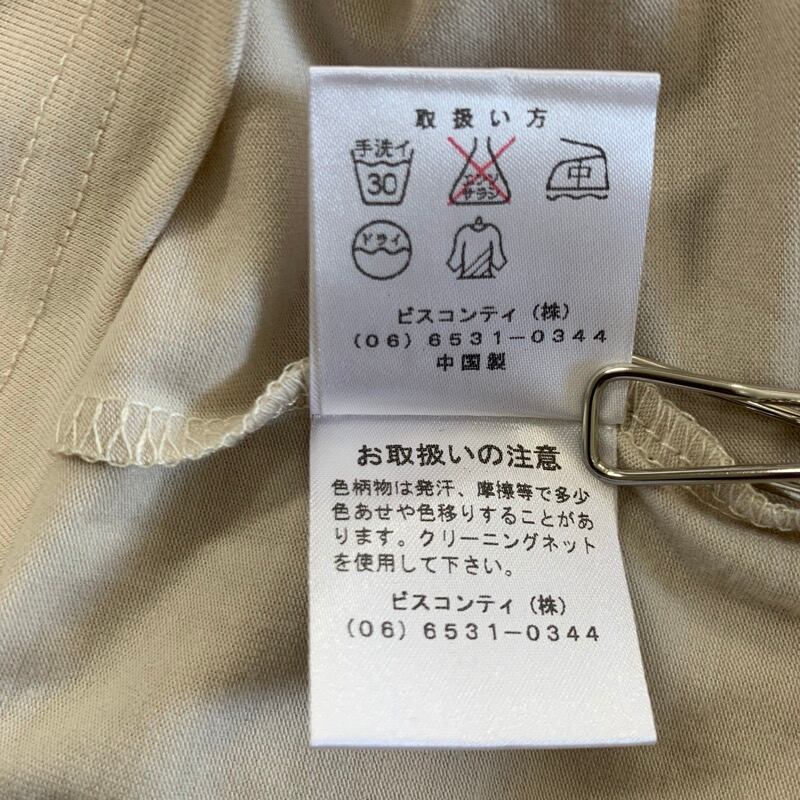 取扱い方
手洗イ
30
エンソ
サラシ
中
ドライ
ビスコンティ（株）
（06）6531−0344
中国製
お取扱いの注意
色柄物は発汗、摩擦等で多少
色あせや色移りすることがあ
ります。クリーニングネット
を使用して下さい。
ビスコンティ（株）
（06）6531−0344